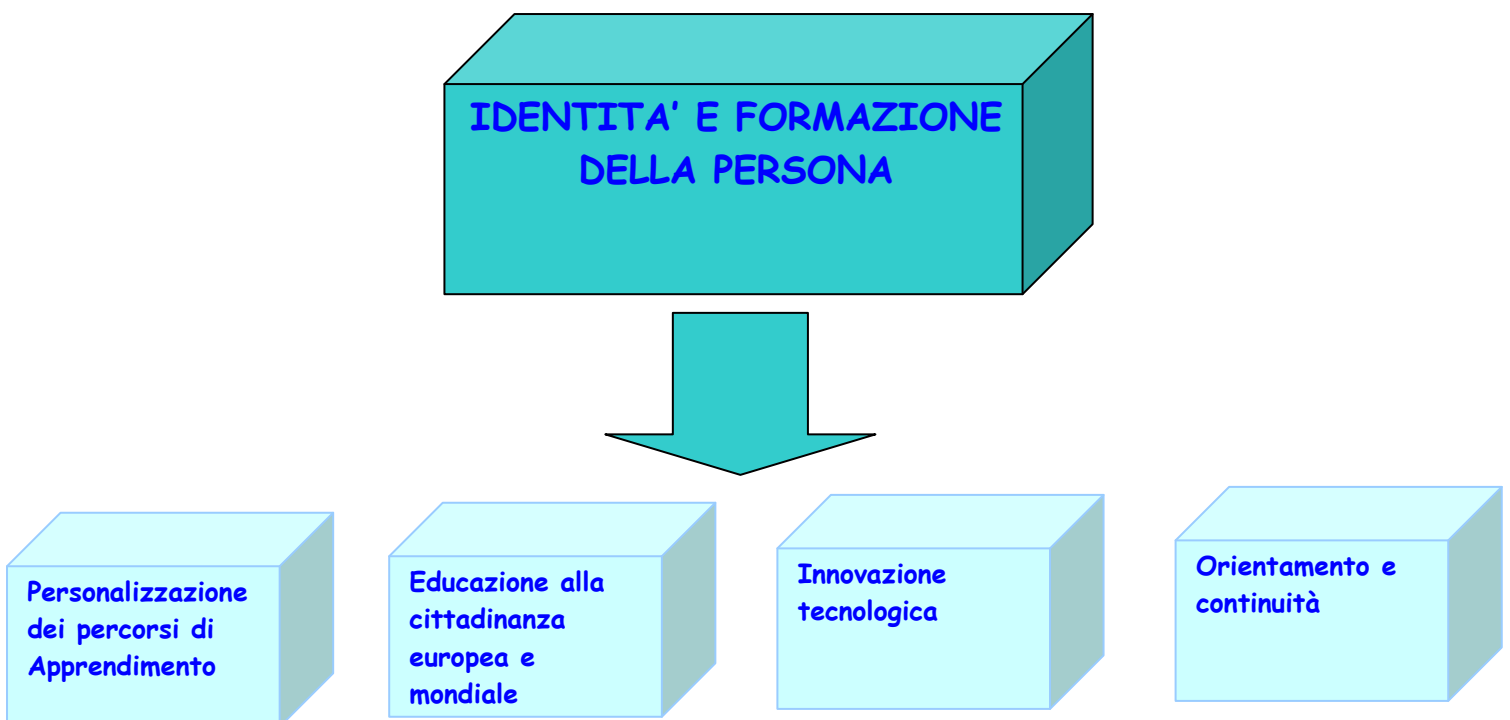 IDENTITA’ E FORMAZIONE
DELLA PERSONA
Personalizzazione
dei percorsi di
Apprendimento
Educazione alla
cittadinanza
europea e
mondiale
Innovazione
tecnologica
Orientamento e
continuità